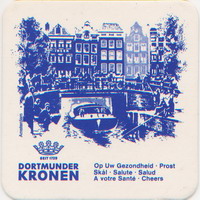 SEIT 1729
DORTMUNDER
KRONEN
Op Uw Gezondheid · Prost
Skål · Salute · Salud
A votre Santé · Cheers